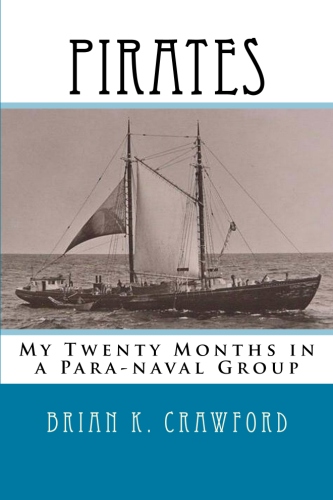 PIRATES
My Twenty Months in
a Para-naval Group
BRIAN K. CRAWFORD